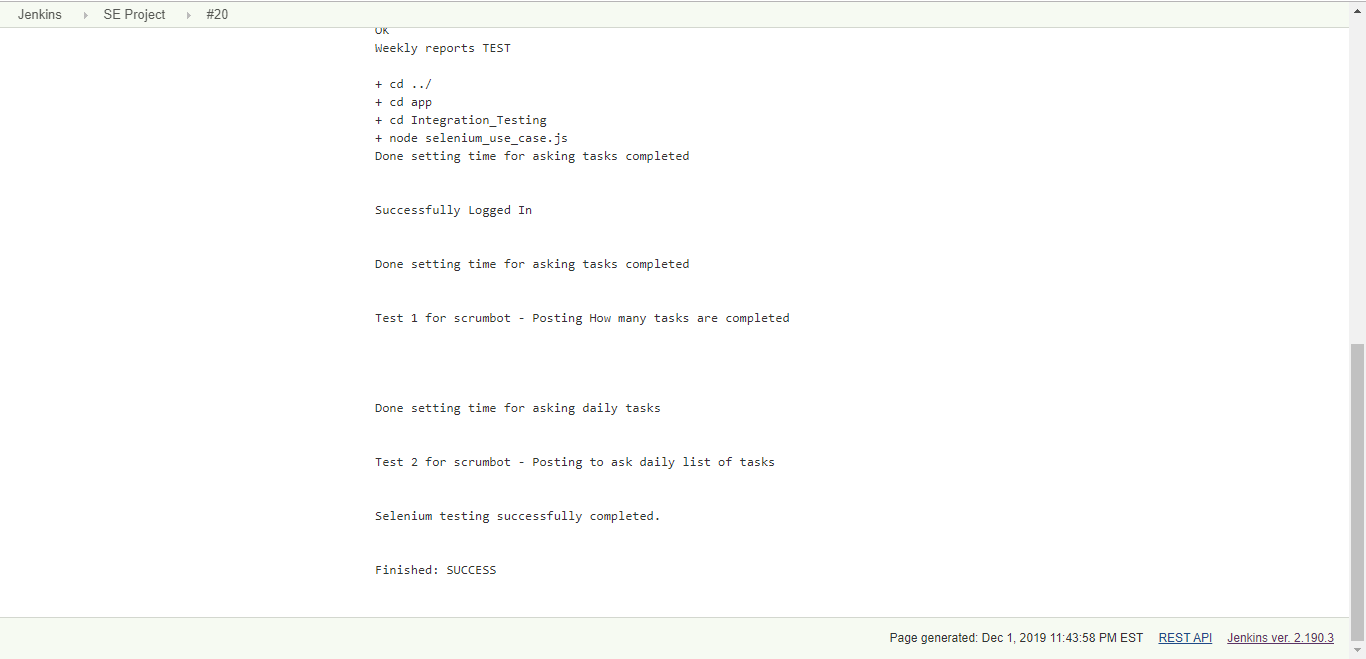 Jenkins SE Project #20
OK
Weekly reports TEST
+ cd ../
+ cd app
+ cd Integration_Testing
+ node selenium_use_case.js
Done setting time for asking tasks completed
Successfully Logged In
Done setting time for asking tasks completed
Test 1 for scrumbot - Posting How many tasks are completed
Done setting time for asking daily tasks
Test 2 for scrumbot - Posting to ask daily list of tasks
Selenium testing successfully completed.
Finished: SUCCESS
Page generated: Dec 1, 2019 11:43:58 PM EST REST API Jenkins ver. 2.190.3